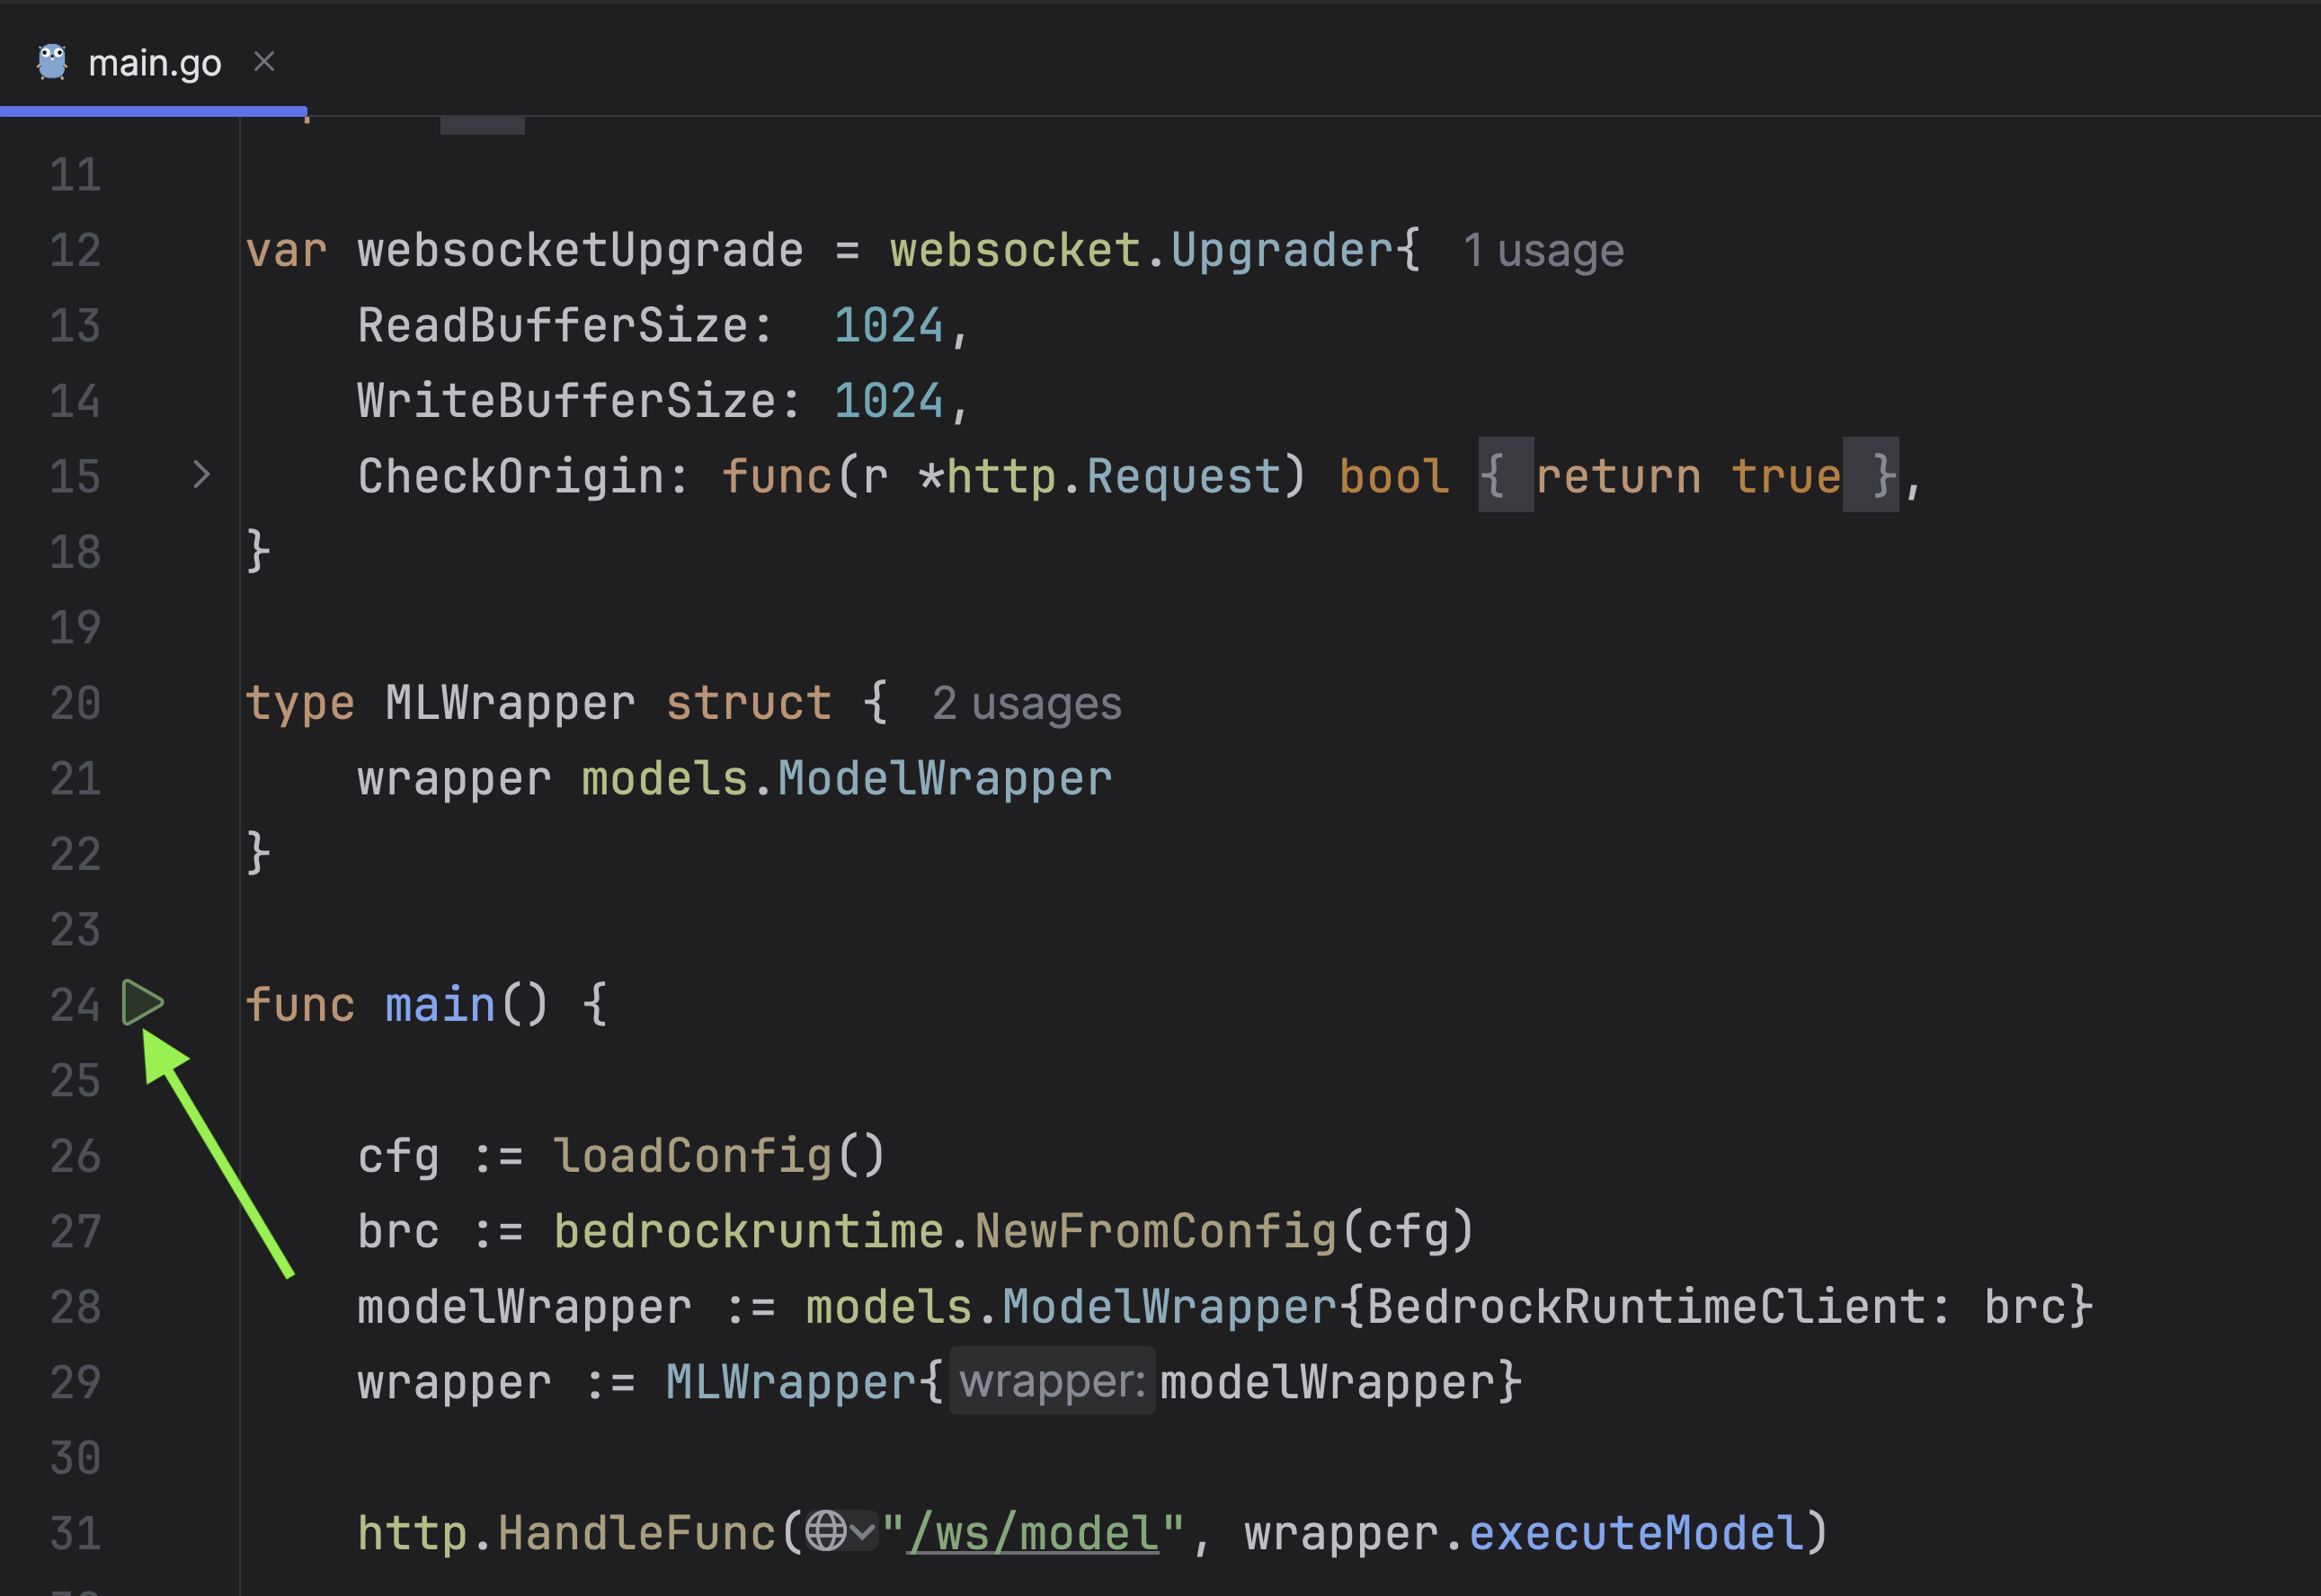 main.go
11
12 var websocketUpgrade = websocket.Upgrader{ 1 usage
13 ReadBufferSize: 1024,
14 WriteBufferSize: 1024,
15 CheckOrigin: func(r *http.Request) bool { return true },
18 }
19
20 type MLWrapper struct { 2 usages
21 wrapper models.ModelWrapper
22 }
23
24 func main() {
25
26 cfg := loadConfig()
27 brc := bedrockruntime.NewFromConfig(cfg)
28 modelWrapper := models.ModelWrapper{BedrockRuntimeClient: brc}
29 wrapper := MLWrapper{wrapper: modelWrapper}
30
31 http.HandleFunc("/ws/model", wrapper.executeModel)